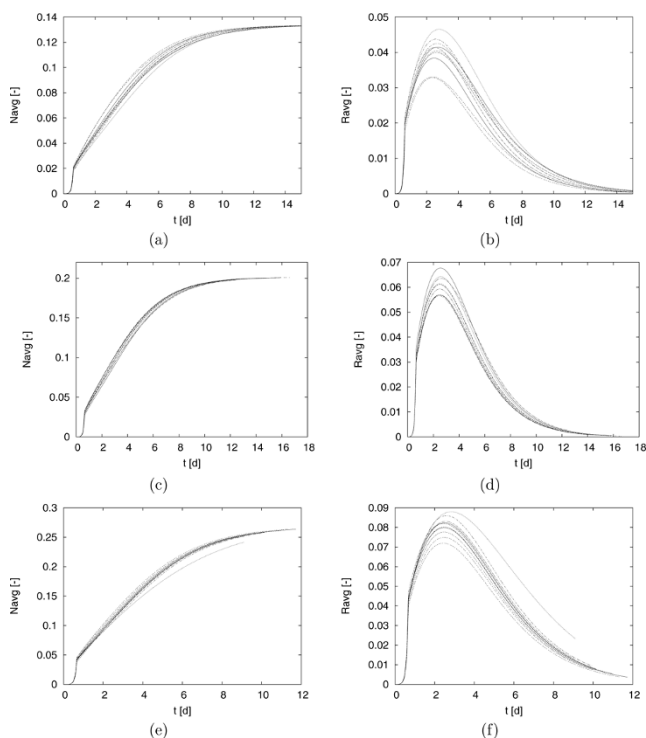 0.14
0.12
0.1
0.08
0.06
0.04
0.02
0
Navg [-]
0 2 4 6 8 10 12 14
t [d]
(a)
0.05
0.04
0.03
0.02
0.01
0
Ravg [-]
0 2 4 6 8 10 12 14
t [d]
(b)
0.2
0.15
0.1
0.05
0
Navg [-]
0 2 4 6 8 10 12 14 16 18
t [d]
(c)
0.07
0.06
0.05
0.04
0.03
0.02
0.01
0
Ravg [-]
0 2 4 6 8 10 12 14 16 18
t [d]
(d)
0.3
0.25
0.2
0.15
0.1
0.05
0
Navg [-]
0 2 4 6 8 10 12
t [d]
(e)
0.09
0.08
0.07
0.06
0.05
0.04
0.03
0.02
0.01
0
Ravg [-]
0 2 4 6 8 10 12
t [d]
(f)